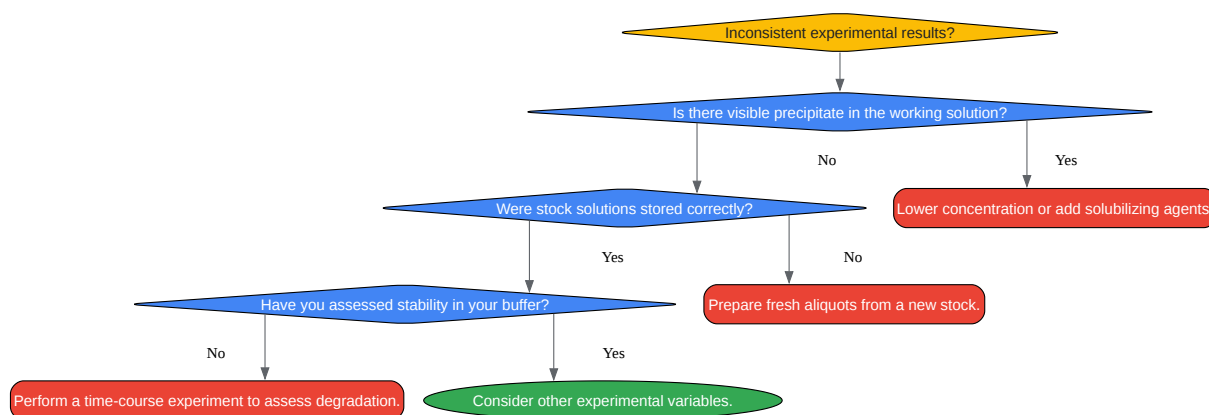 Inconsistent experimental results?
Is there visible precipitate in the working solution?
No
Yes
Were stock solutions stored correctly?
Lower concentration or add solubilizing agents
Yes
No
Have you assessed stability in your buffer?
Prepare fresh aliquots from a new stock.
No
Yes
Perform a time-course experiment to assess degradation.
Consider other experimental variables.